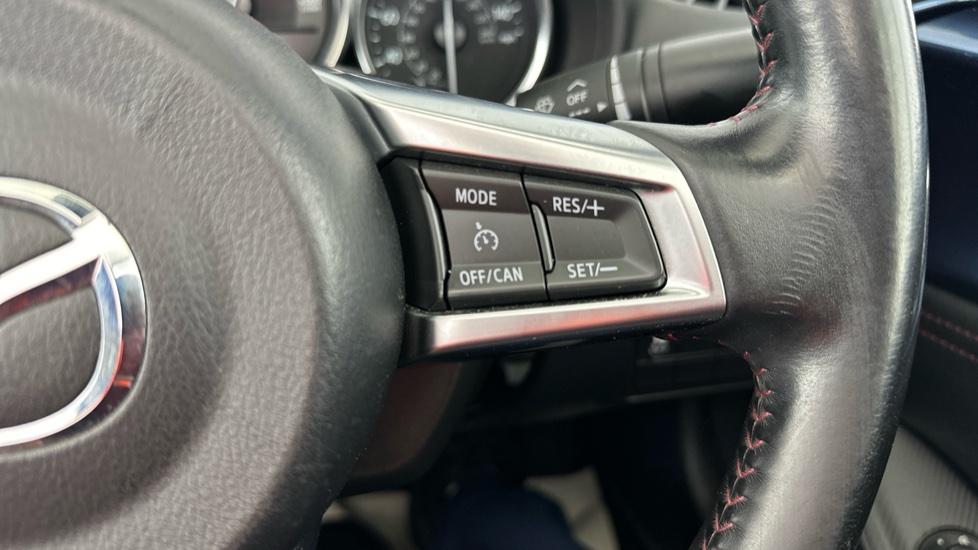 OFF
MODE
RES/+
OFF/CAN
SET/−